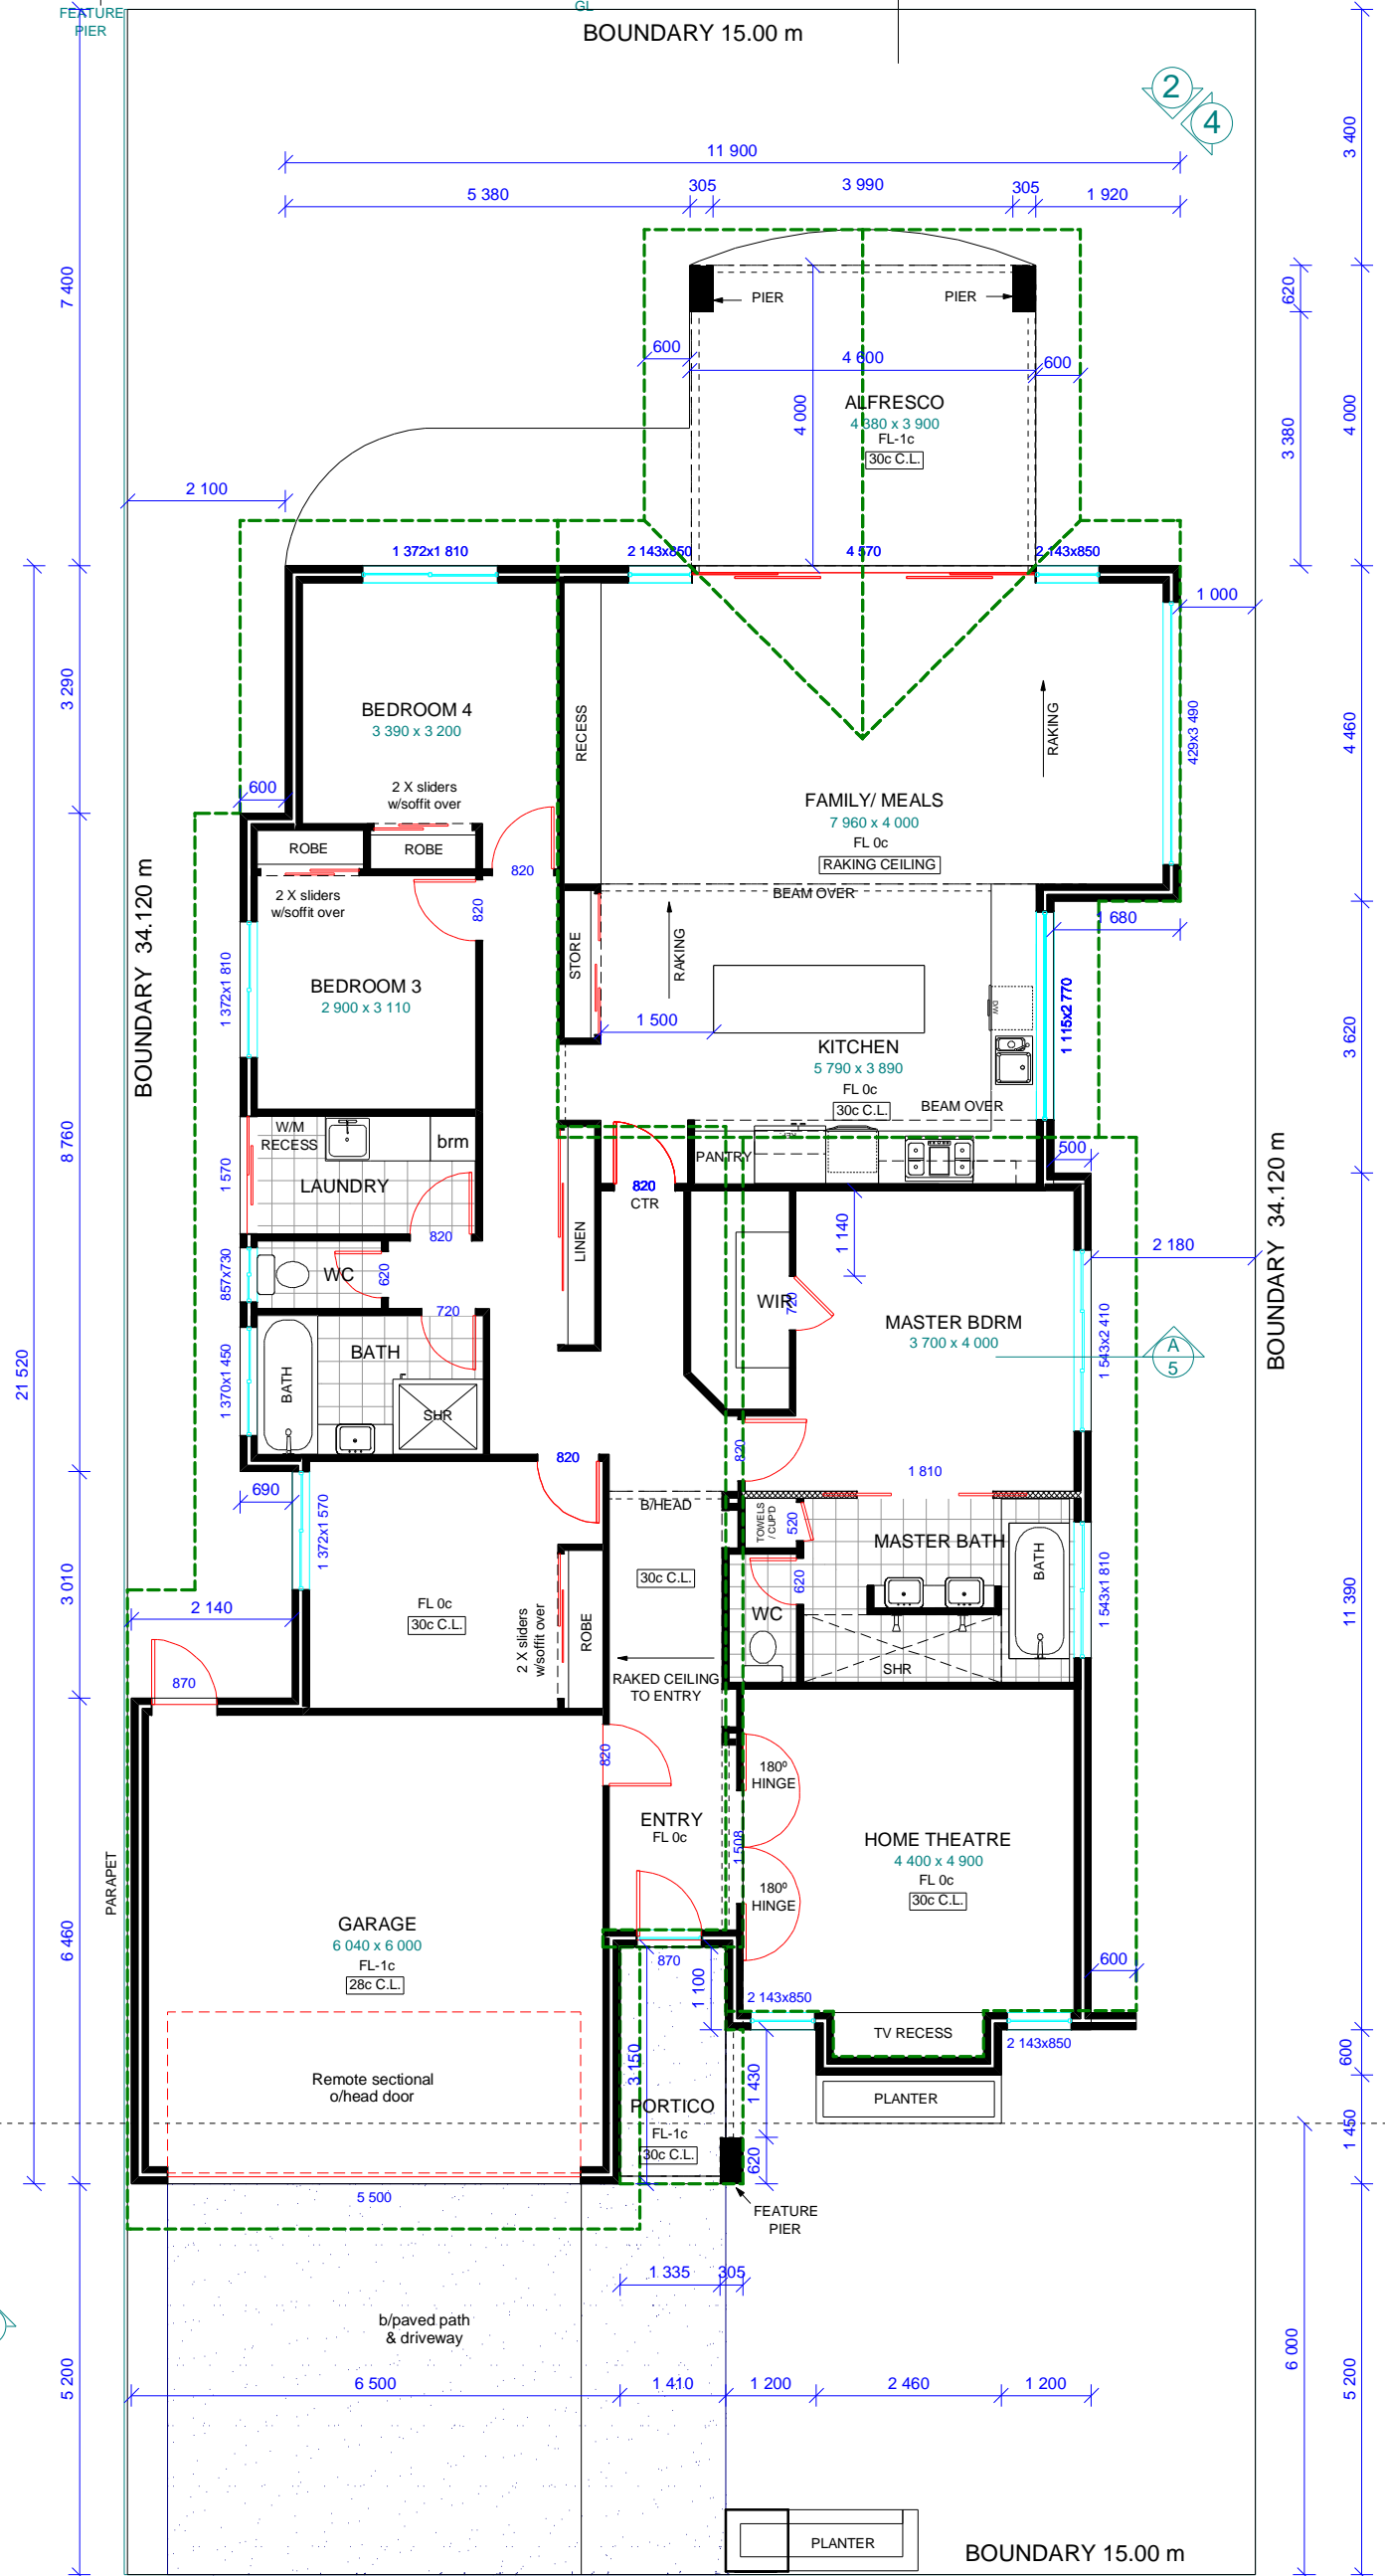 FEATURE
PIER
GL
BOUNDARY 15.00 m
2
4
3 400
11 900
5 380
305
3 990
305
1 920
7 400
PIER
PIER
620
600
4 600
600
4 000
ALFRESCO
4 380 x 3 900
FL-1c
30c C.L.
3 380
4 000
2 100
1 372x1 810
2 143x850
4 570
2 143x850
1 000
3 290
BEDROOM 4
3 390 x 3 200
RECESS
RAKING
429x3 490
4 460
600
2 X sliders
w/soffit over
FAMILY/ MEALS
7 960 x 4 000
FL 0c
RAKING CEILING
ROBE
ROBE
820
BEAM OVER
2 X sliders
w/soffit over
820
1 680
BOUNDARY 34.120 m
STORE
RAKING
1 372x1 810
BEDROOM 3
2 900 x 3 110
D/W
1 115x2 770
1 500
3 620
KITCHEN
5 790 x 3 890
FL 0c
30c C.L.
BEAM OVER
W/M
RECESS
brm
PANTRY
500
8 760
1 570
LAUNDRY
820
CTR
820
LINEN
1 140
2 180
BOUNDARY 34.120 m
857x730
WC
620
WIR
720
720
MASTER BDRM
3 700 x 4 000
1 543x2 410
A
5
21 520
1 370x1 450
BATH
BATH
SHR
820
820
1 810
690
1 372x1 570
B/HEAD
TOWELS
/ CUP'D
520
MASTER BATH
BATH
3 010
30c C.L.
620
1 543x1 810
11 390
2 140
FL 0c
30c C.L.
2 X sliders
w/soffit over
ROBE
WC
SHR
870
RAKED CEILING
TO ENTRY
820
180º
HINGE
ENTRY
FL 0c
1 508
HOME THEATRE
4 400 x 4 900
FL 0c
30c C.L.
PARAPET
180º
HINGE
GARAGE
6 040 x 6 000
FL-1c
28c C.L.
6 460
870
1 100
600
2 143x850
TV RECESS
2 143x850
600
Remote sectional
o/head door
3 150
1 430
PORTICO
FL-1c
30c C.L.
PLANTER
1 450
620
5 500
FEATURE
PIER
1 335
305
b/paved path
& driveway
6 000
5 200
5 200
6 500
1 410
1 200
2 460
1 200
PLANTER
BOUNDARY 15.00 m